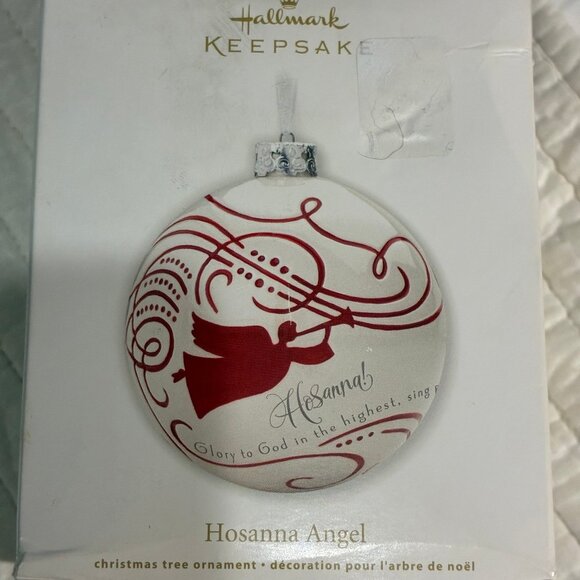 Hallmark
KEEPSAKE
Hosanna!
Glory to God in the highest, sing
Hosanna Angel
christmas tree ornament • décoration pour l'arbre de noël